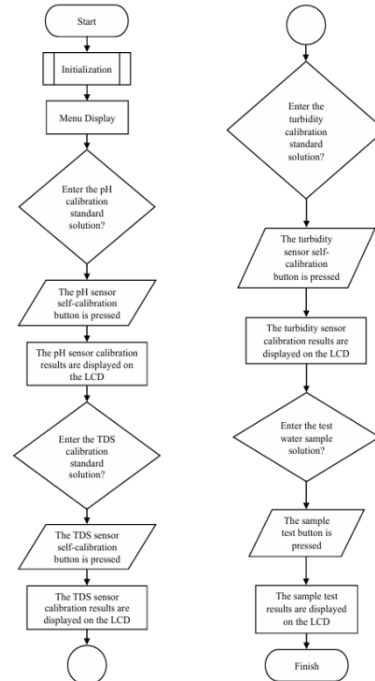 Start
Initialization
Menu Display
Enter the pH
calibration
standard
solution?
The pH sensor
self-calibration
button is pressed
The pH sensor calibration
results are displayed on
the LCD
Enter the TDS
calibration
standard
solution?
The TDS sensor
self-calibration
button is pressed
The TDS sensor
calibration results are
displayed on the LCD
Enter the
turbidity
calibration
standard
solution?
The turbidity
sensor self-
calibration
button is pressed
The turbidity sensor
calibration results are
displayed on the LCD
Enter the test
water sample
solution?
The sample
test button is
pressed
The sample test
results are displayed
on the LCD
Finish